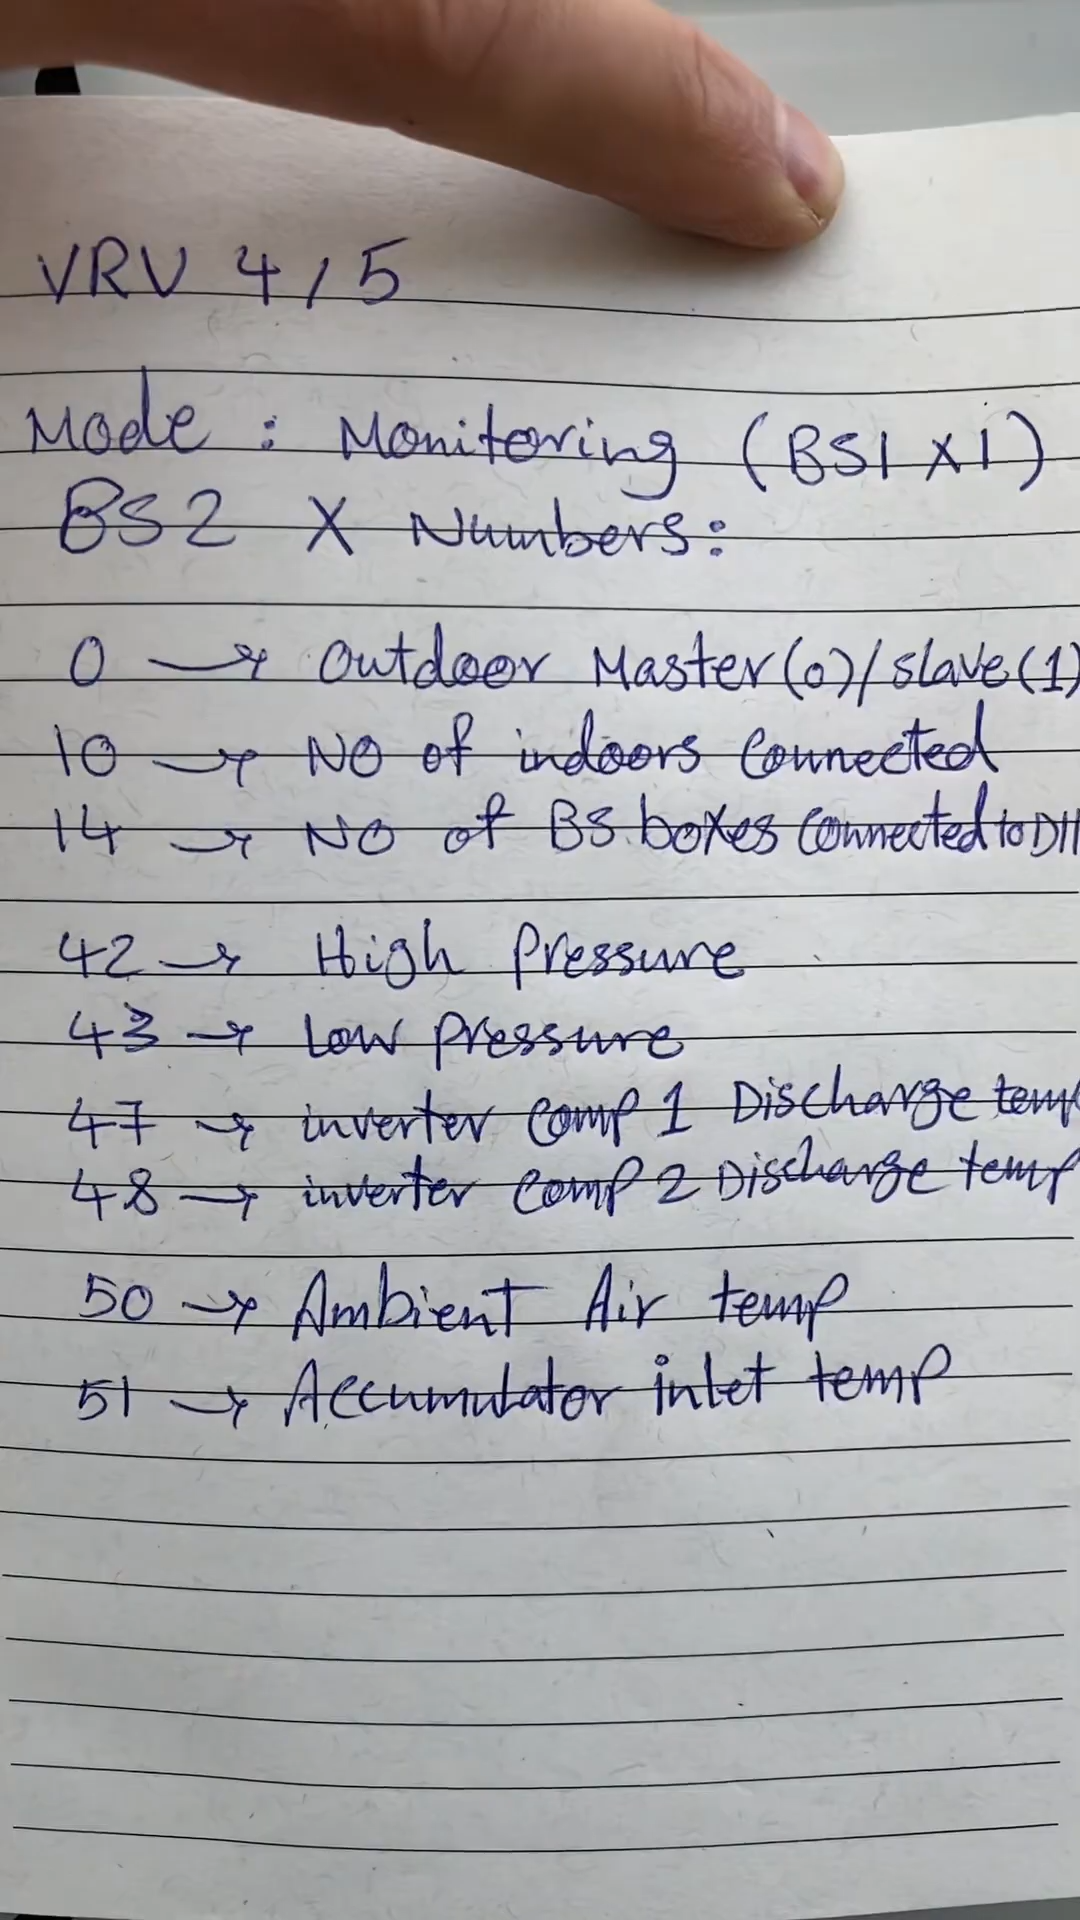 VRV 4/5
Mode : Monitoring (BS1 X1)
BS2 X Numbers:
0 → Outdoor Master(0)/slave(1)
10 → NO of indoors Connected
14 → NO of BS boxes Connected to
42 → High Pressure
43 → Low Pressure
47 → inverter Comp 1 Discharge temp
48 → inverter Comp 2 Discharge temp
50 → Ambient Air temp
51 → Accumulator inlet temp